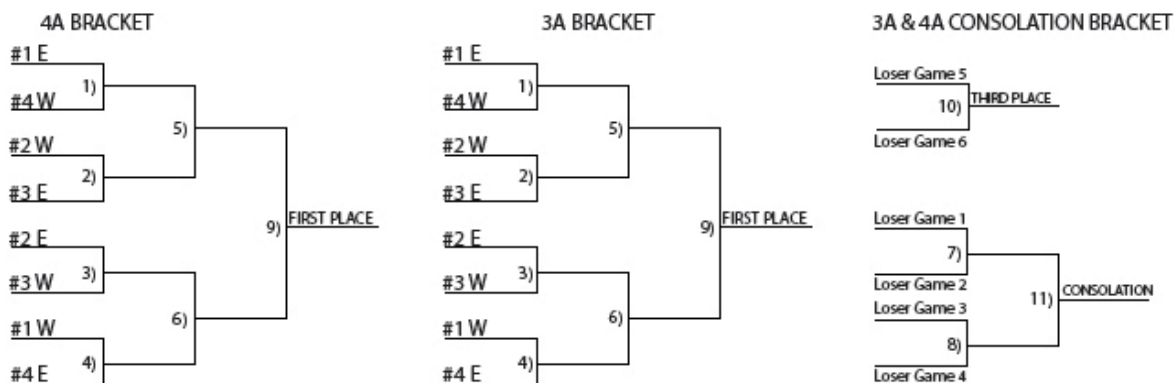 4A BRACKET
#1 E
1)
#4 W
5)
#2 W
2)
#3 E
9)
FIRST PLACE
#2 E
3)
#3 W
6)
#1 W
4)
#4 E
3A BRACKET
#1 E
1)
#4 W
5)
#2 W
2)
#3 E
9)
FIRST PLACE
#2 E
3)
#3 W
6)
#1 W
4)
#4 E
3A & 4A CONSOLATION BRACKET
Loser Game 5
10)
THIRD PLACE
Loser Game 6
Loser Game 1
7)
Loser Game 2
11)
CONSOLATION
Loser Game 3
8)
Loser Game 4